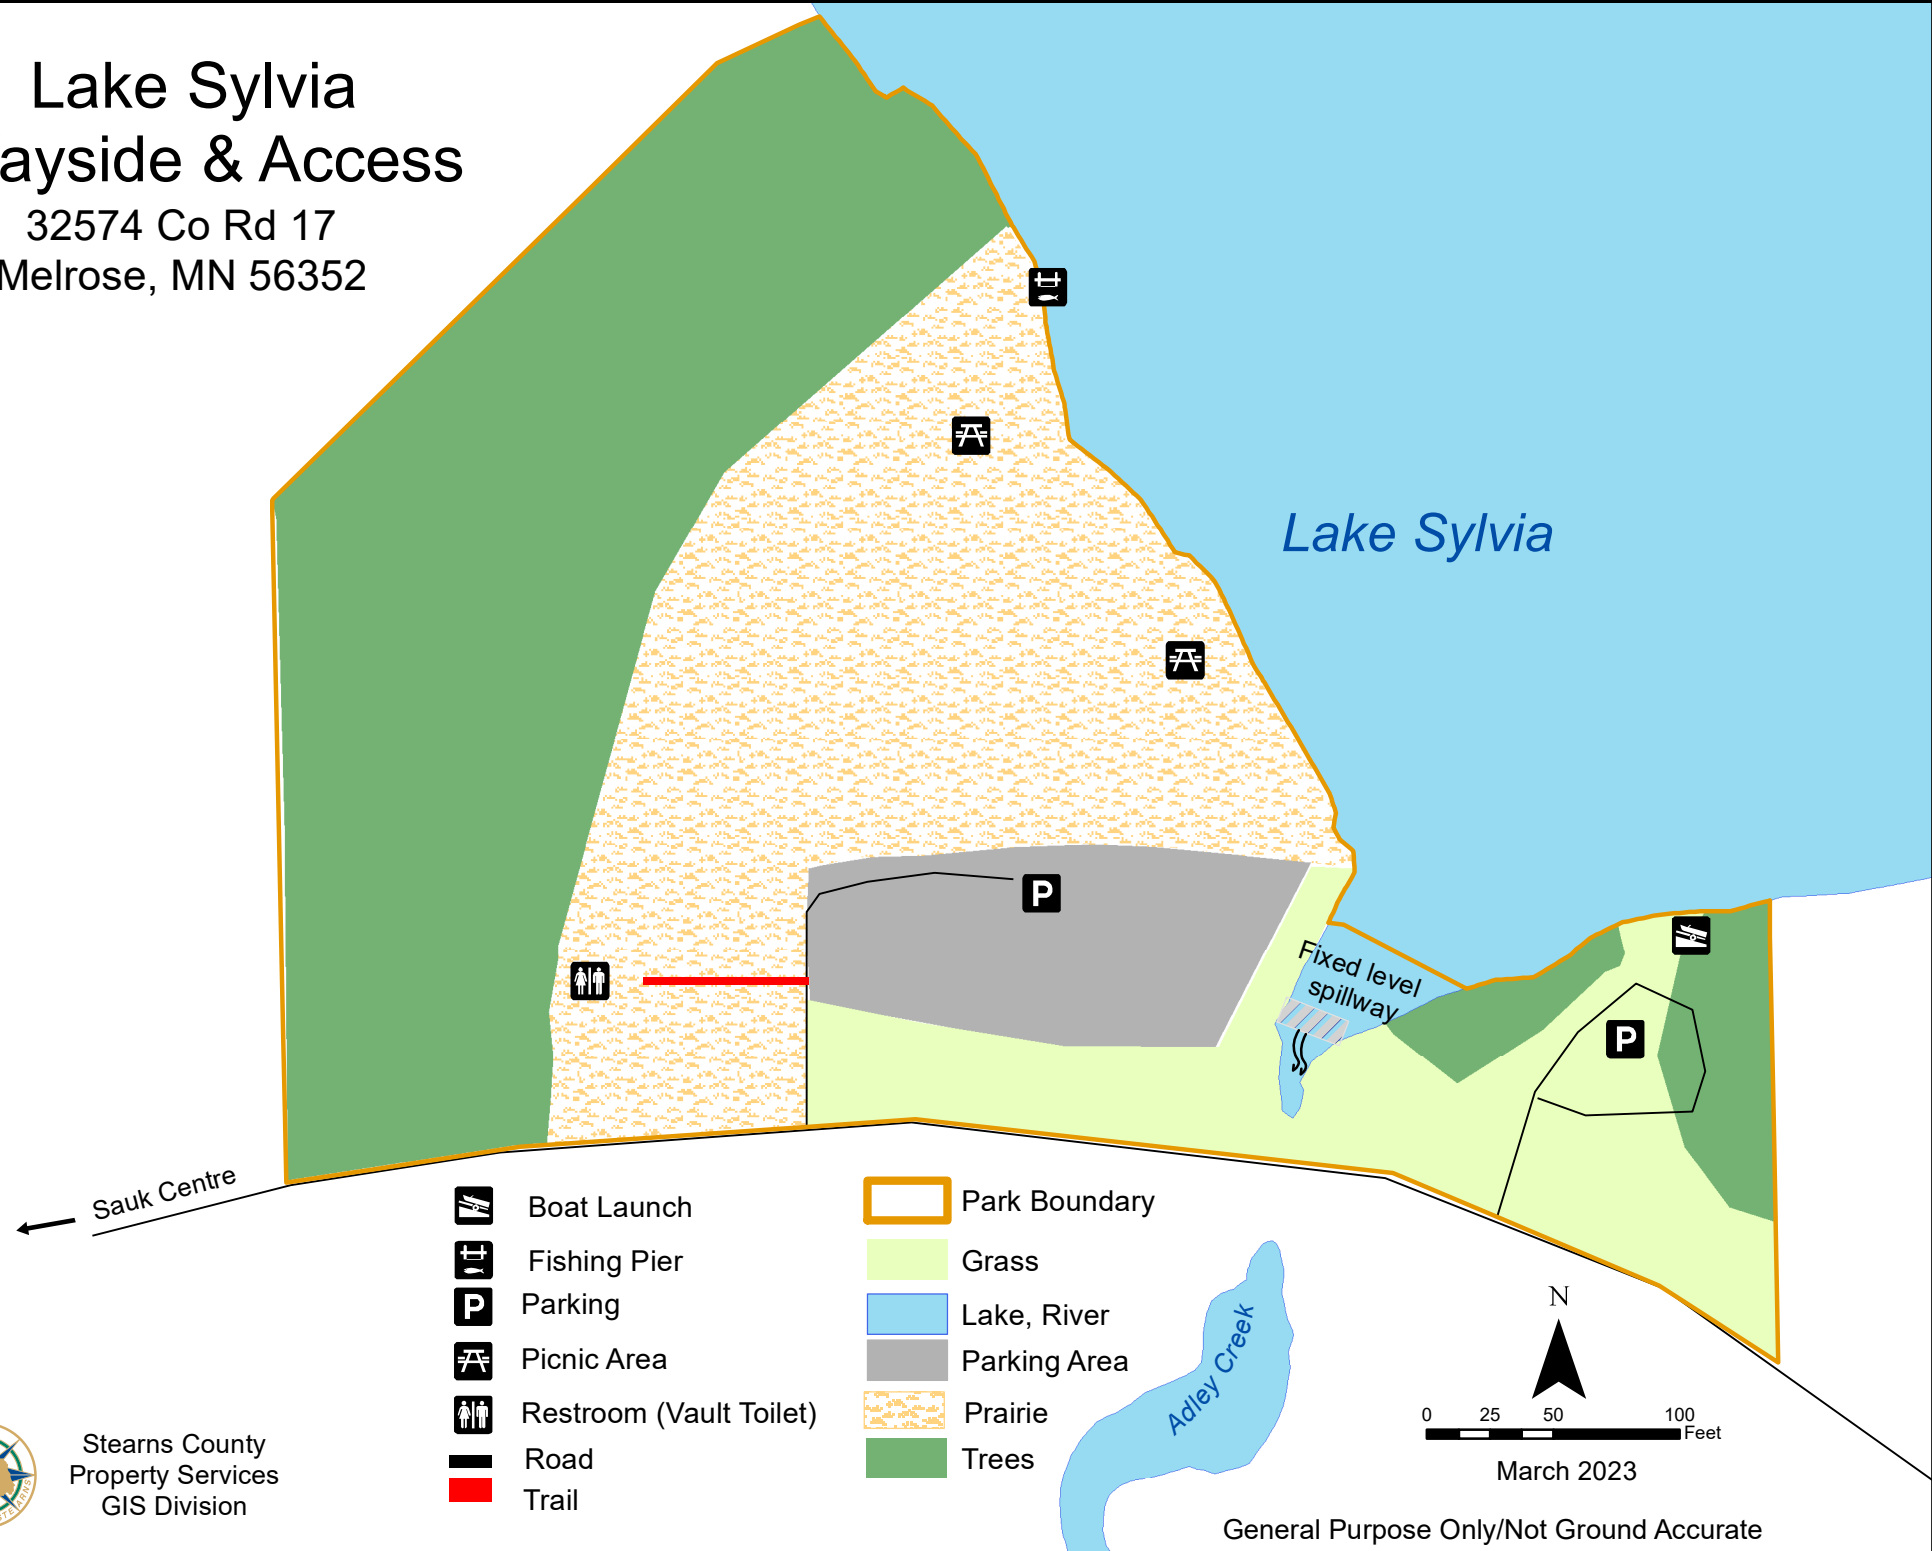 Lake Sylvia
ayside & Access
32574 Co Rd 17
Melrose, MN 56352
Lake Sylvia
P
Fixed level
spillway
P
Sauk Centre
Boat Launch
Fishing Pier
P
Parking
Picnic Area
Restroom (Vault Toilet)
Road
Trail
Park Boundary
Grass
Lake, River
Parking Area
Prairie
Trees
Adley Creek
N
0 25 50 100
Feet
March 2023
General Purpose Only/Not Ground Accurate
Stearns County
Property Services
GIS Division